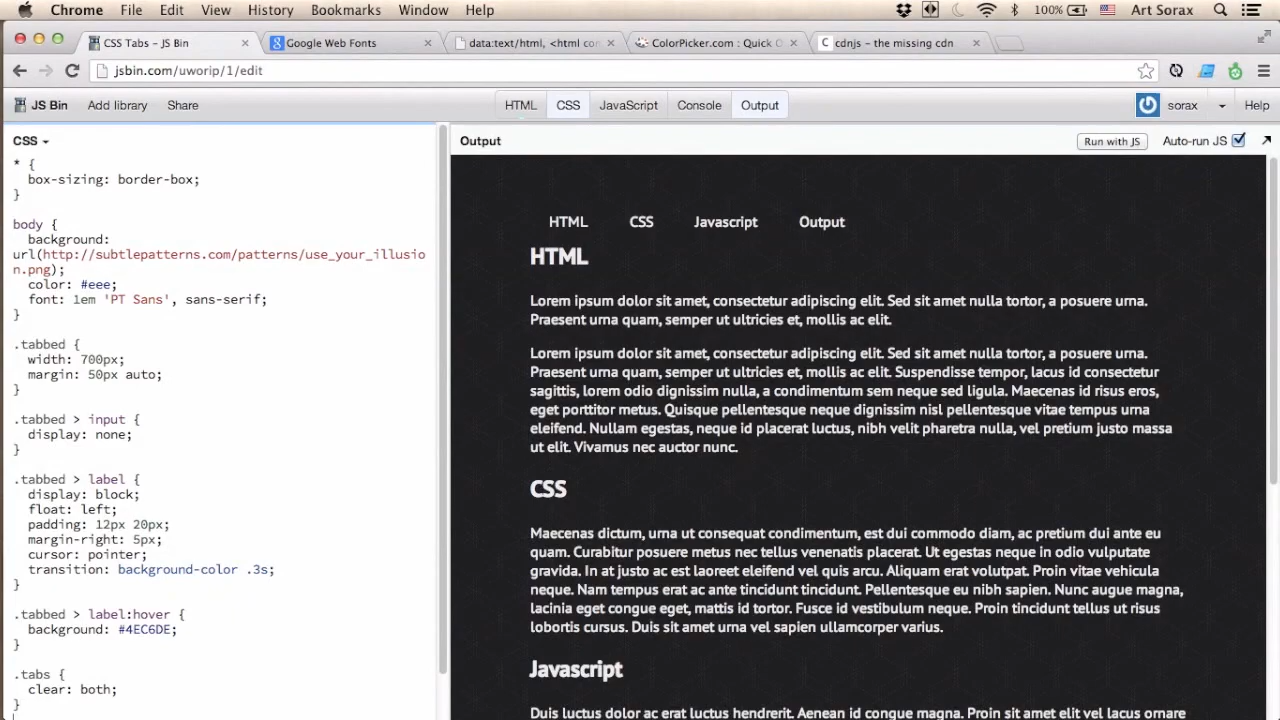 Chrome File Edit View History Bookmarks Window Help 100% Art Sorax
CSS Tabs - JS Bin × Google Web Fonts × data:text/html, <html con × ColorPicker.com : Quick O × C cdnjs - the missing cdn ×
jsbin.com/uworip/1/edit
JS Bin Add library Share HTML CSS JavaScript Console Output sorax Help
CSS
Output Run with JS Auto-run JS
* {
box-sizing: border-box;
}
body {
background:
url(http://subtlepatterns.com/patterns/use_your_illusio
n.png);
color: #eee;
font: 1em 'PT Sans', sans-serif;
}
.tabbed {
width: 700px;
margin: 50px auto;
}
.tabbed > input {
display: none;
}
.tabbed > label {
display: block;
float: left;
padding: 12px 20px;
margin-right: 5px;
cursor: pointer;
transition: background-color .3s;
}
.tabbed > label:hover {
background: #4EC6DE;
}
.tabs {
clear: both;
}
HTML CSS Javascript Output
HTML
Lorem ipsum dolor sit amet, consectetur adipiscing elit. Sed sit amet nulla tortor, a posuere urna.
Praesent urna quam, semper ut ultricies et, mollis ac elit.
Lorem ipsum dolor sit amet, consectetur adipiscing elit. Sed sit amet nulla tortor, a posuere urna.
Praesent urna quam, semper ut ultricies et, mollis ac elit. Suspendisse tempor, lacus id consectetur
sagittis, lorem odio dignissim nulla, a condimentum sem neque sed ligula. Maecenas id risus eros,
eget porttitor metus. Quisque pellentesque neque dignissim nisl pellentesque vitae tempus urna
eleifend. Nullam egestas, neque id placerat luctus, nibh velit pharetra nulla, vel pretium justo massa
ut elit. Vivamus nec auctor nunc.
CSS
Maecenas dictum, urna ut consequat condimentum, est dui commodo diam, ac pretium dui ante eu
quam. Curabitur posuere metus nec tellus venenatis placerat. Ut egestas neque in odio vulputate
gravida. In at justo ac est laoreet eleifend vel quis arcu. Aliquam erat volutpat. Proin vitae vehicula
neque. Nam tempus erat ac ante tincidunt tincidunt. Pellentesque eu nibh sapien. Nunc augue magna,
lacinia eget congue eget, mattis id tortor. Fusce id vestibulum neque. Proin tincidunt tellus ut risus
lobortis cursus. Duis sit amet urna vel sapien ullamcorper varius.
Javascript
Duis luctus dolor ac erat luctus hendrerit. Aenean id congue magna. Proin sit amet elit vel lacus ornare